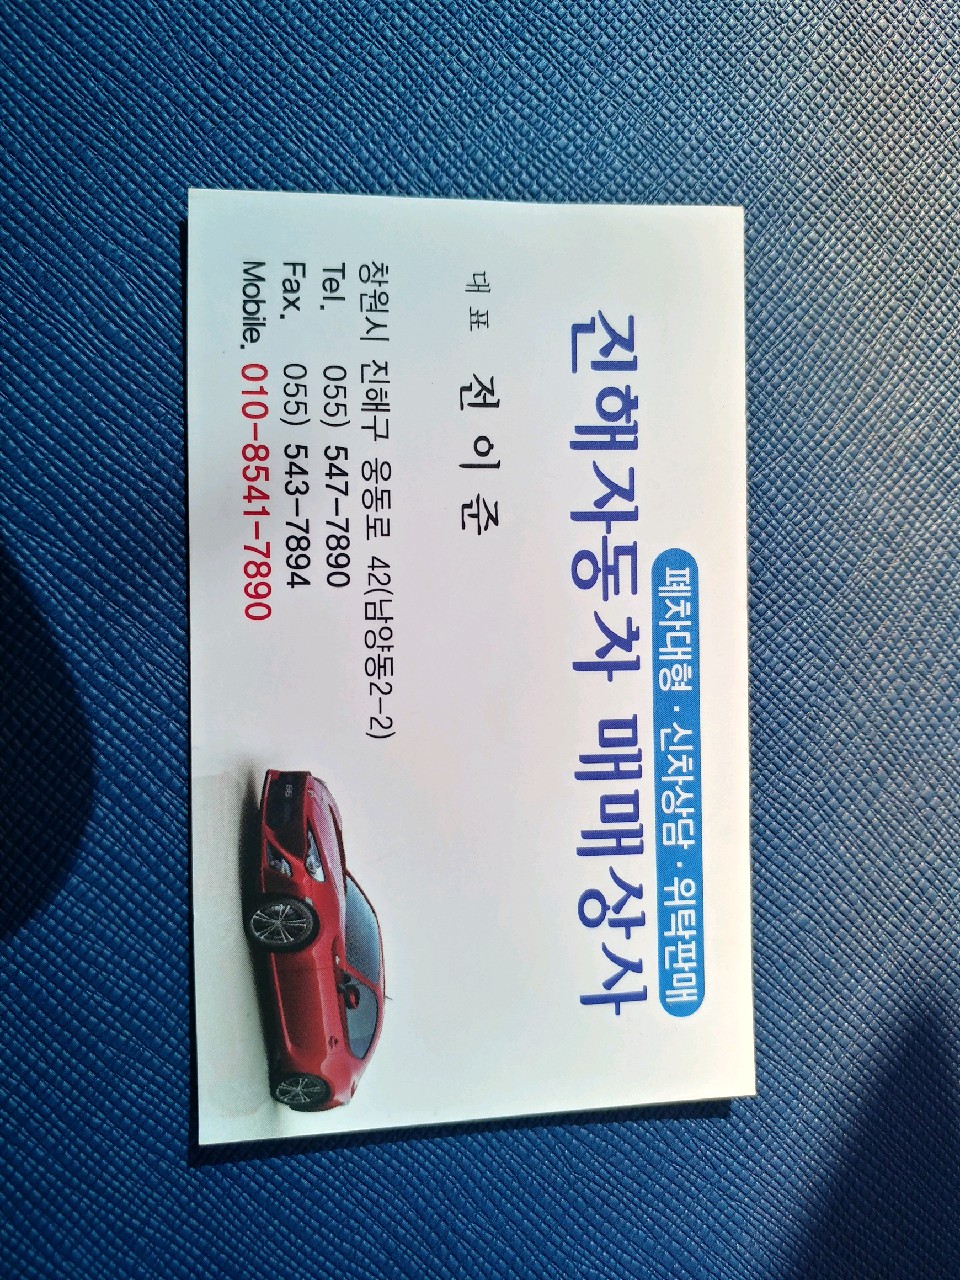 폐차대형 · 신차상담 · 위탁판매
진해자동차 매매상사
대표 전이준
창원시 진해구 웅동로 42(남양동2-2)
Tel. 055) 547-7890
Fax. 055) 543-7894
Mobile. 010-8541-7890